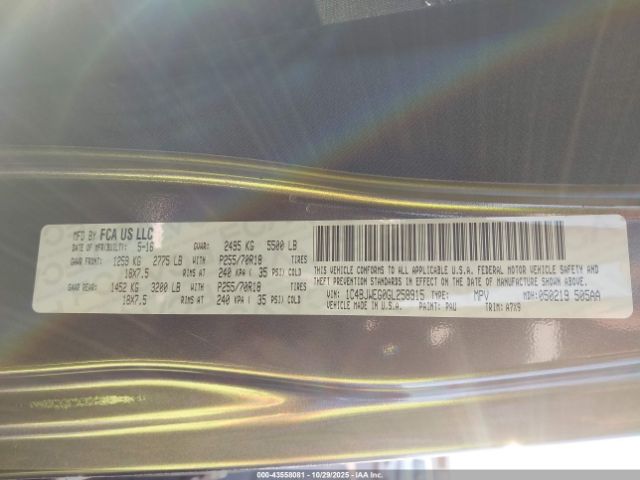 MFD BY FCA US LLC
DATE OF MFR/BUILT(L): 5-16 GVWR: 2495 KG 5500 LB
GAWR FRONT: 1259 KG 2775 LB WITH P255/70R18 TIRES
18X7.5 RIMS AT 240 KPA ( 35 PSI) COLD
GAWR REAR: 1452 KG 3200 LB WITH P255/70R18 TIRES
18X7.5 RIMS AT 240 KPA ( 35 PSI) COLD
THIS VEHICLE CONFORMS TO ALL APPLICABLE U.S.A. FEDERAL MOTOR VEHICLE SAFETY AND
THEFT PREVENTION STANDARDS IN EFFECT ON THE DATE OF MANUFACTURE SHOWN ABOVE.
VIN: 1C4BJWEG0GL258915 TYPE: MPV MDH: 050219 505AA
VEHICLE MADE IN U.S.A. PAINT: PAU TRIM: A7X9
000-43558081 | 10/29/2025 | © IAA Holdings, LLC